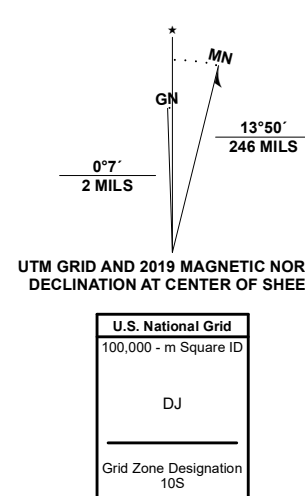 ★
MN
GN
13°50´
246 MILS
0°7´
2 MILS
UTM GRID AND 2019 MAGNETIC NOR
DECLINATION AT CENTER OF SHEE
U.S. National Grid
100,000 - m Square ID
DJ
Grid Zone Designation
10S